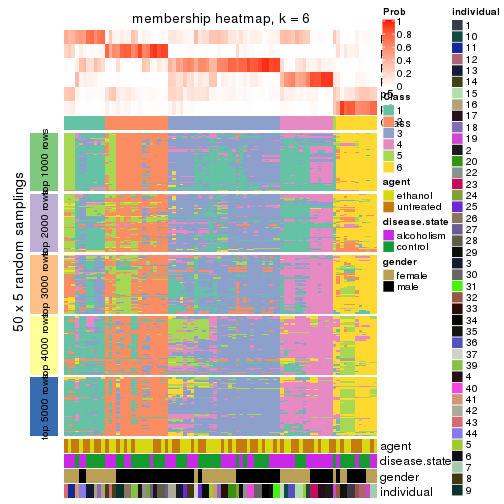 membership heatmap, k = 6
50 x 5 random samplings
top 1000 rows
top 2000 rows
top 3000 rows
top 4000 rows
top 5000 rows
agent
disease.state
gender
individual
Prob
1
0.8
0.6
0.4
0.2
0
Class
1
2
3
4
5
6
agent
ethanol
untreated
disease.state
alcoholism
control
gender
female
male
individual
1
10
11
12
13
14
15
16
17
18
19
2
20
22
23
24
25
26
27
28
29
3
30
31
32
33
34
35
36
37
39
4
40
41
42
43
44
5
6
7
8
9